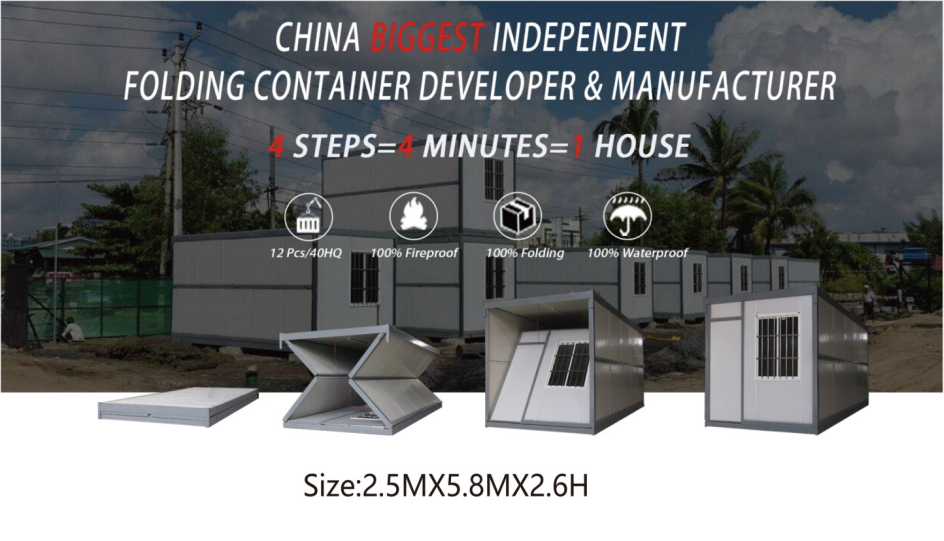 CHINA BIGGEST INDEPENDENT
FOLDING CONTAINER DEVELOPER & MANUFACTURER
4 STEPS=4 MINUTES=1 HOUSE
12 Pcs/40HQ 100% Fireproof 100% Folding 100% Waterproof
Size:2.5MX5.8MX2.6H